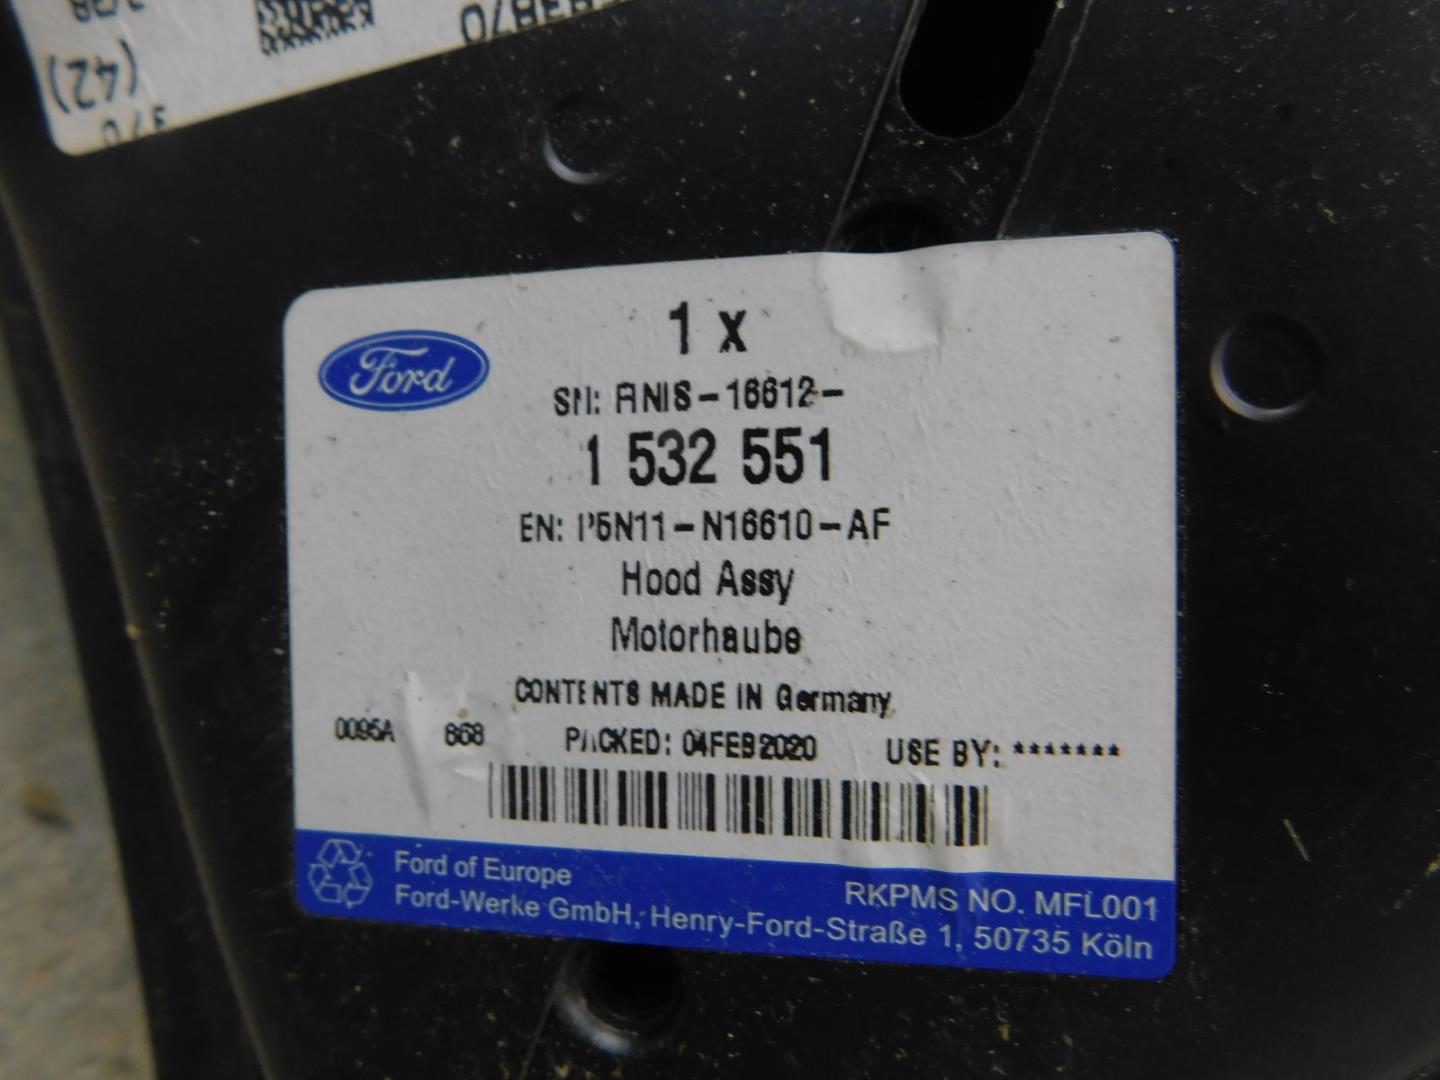 (42)
Ford
1 x
SN: FINIS-16612-
1 532 551
EN: P5N11-N16610-AF
Hood Assy
Motorhaube
CONTENTS MADE IN Germany
0095A 868 PACKED: 04FEB2020 USE BY: *******
Ford of Europe
RKPMS NO. MFL001
Ford-Werke GmbH, Henry-Ford-Straße 1, 50735 Köln